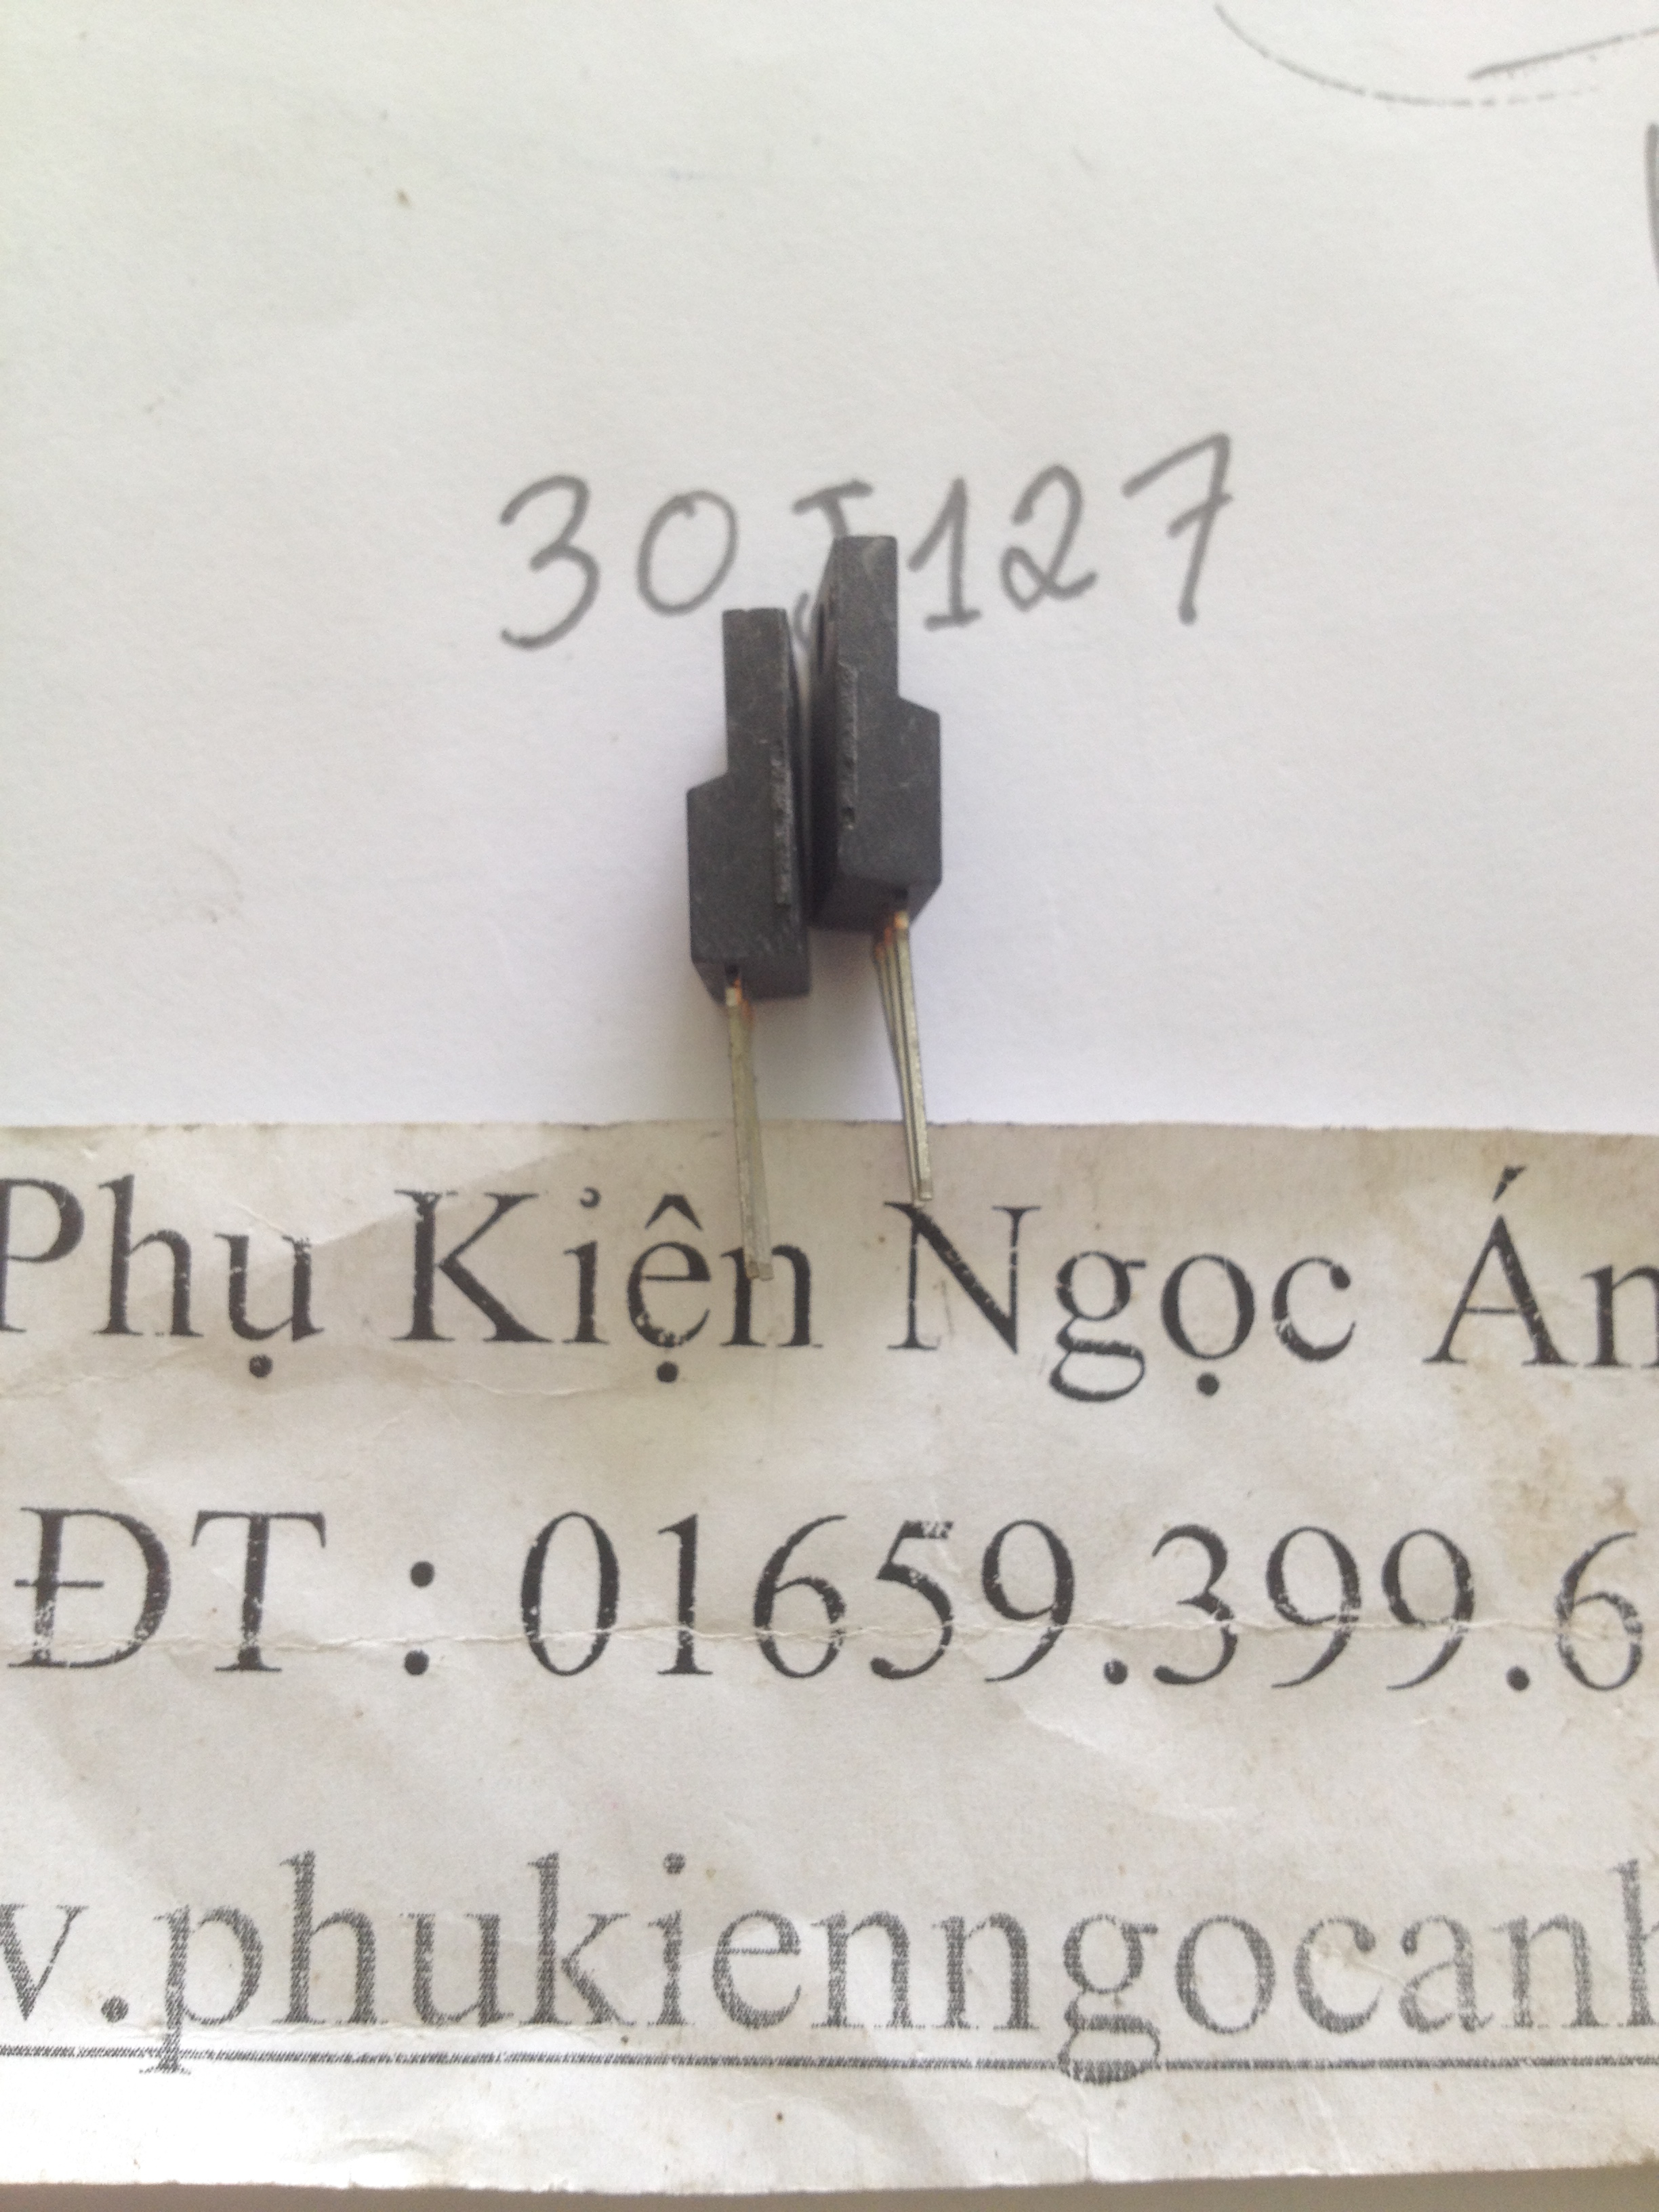 30J127
Phụ Kiện Ngọc Án
ĐT : 01659.399.6
v.phukienngocanh